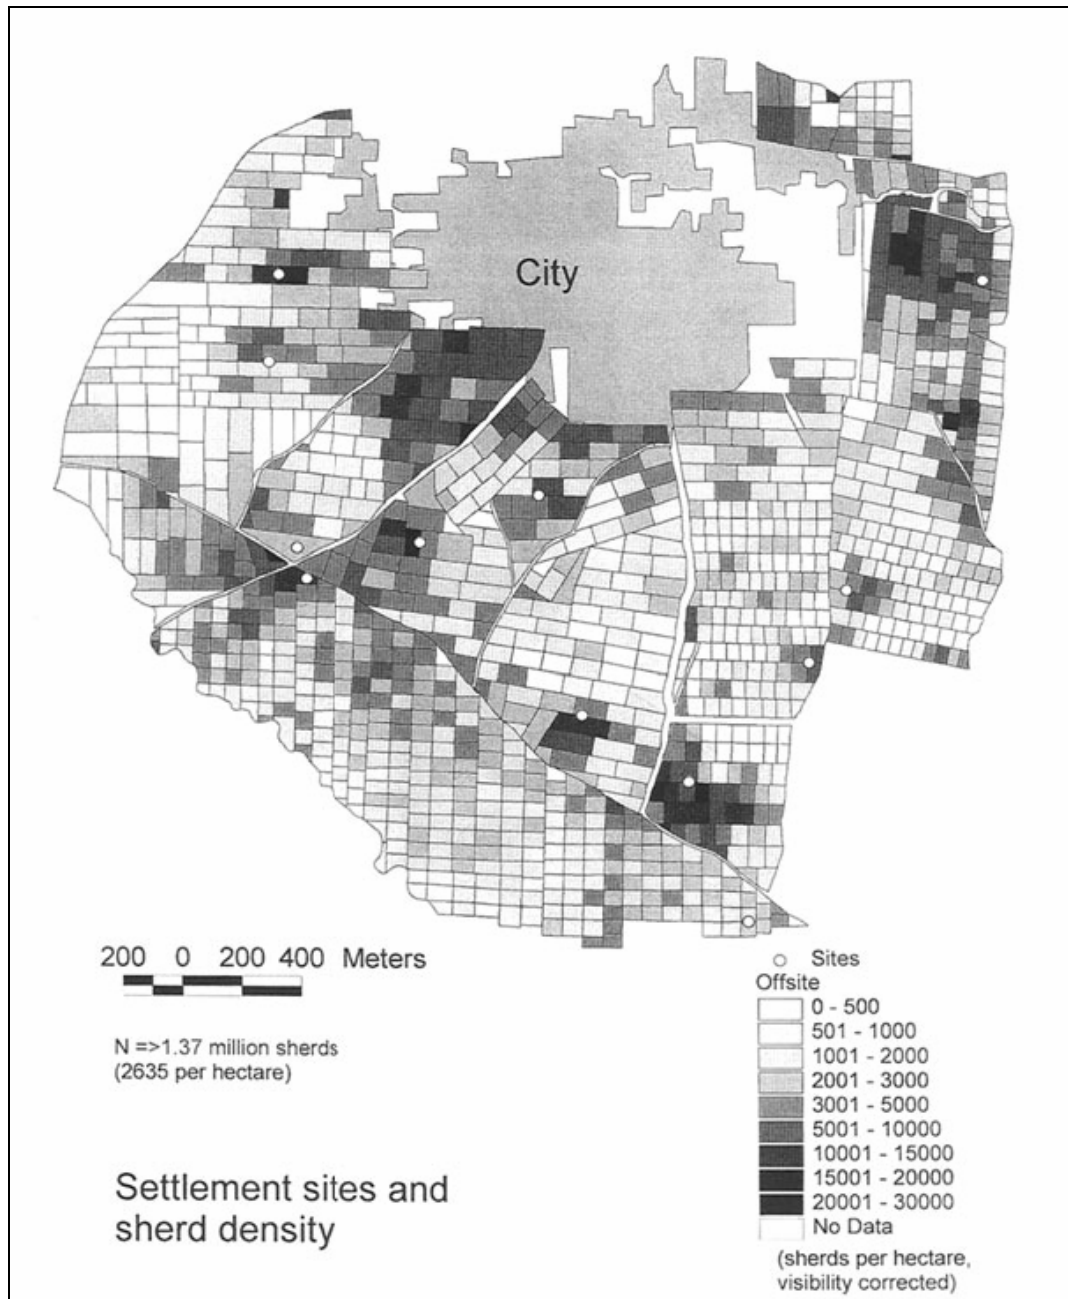 City
200 0 200 400 Meters
N =>1.37 million sherds
(2635 per hectare)
Settlement sites and
sherd density
Sites
Offsite
0 - 500
501 - 1000
1001 - 2000
2001 - 3000
3001 - 5000
5001 - 10000
10001 - 15000
15001 - 20000
20001 - 30000
No Data
(sherds per hectare,
visibility corrected)